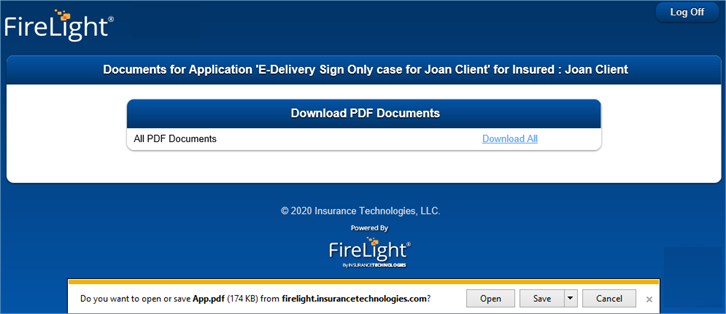 FireLight®
Log Off
Documents for Application 'E-Delivery Sign Only case for Joan Client' for Insured : Joan Client
Download PDF Documents
All PDF Documents Download All
© 2020 Insurance Technologies, LLC.
Powered By
FireLight®
By INSURANCETECHNOLOGIES
Do you want to open or save App.pdf (174 KB) from firelight.insurancetechnologies.com? Open Save Cancel ×